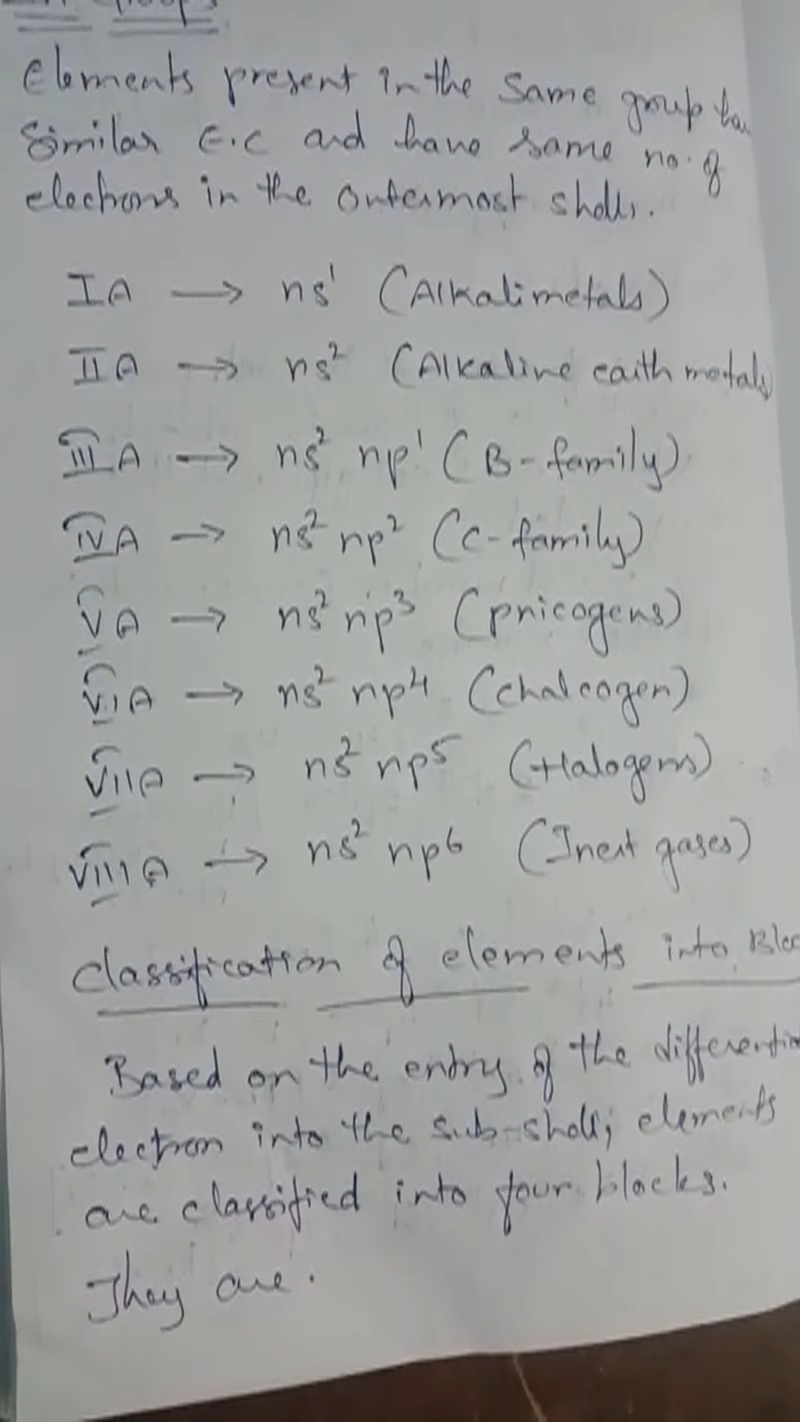 Elements present in the same group
Similar E.C and have same no. of
electrons in the outermost shells.
IA → ns¹ (Alkalimetals)
IIA → ns² (Alkaline earth metals)
IIIA → ns² np¹ (B-family)
IVA → ns² np² (C-family)
VA → ns² np³ (pnicogens)
VIA → ns² np⁴ (chalcogen)
VIIA → ns² np⁵ (Halogens)
VIIIA → ns² np⁶ (Inert gases)
Classification of elements into
Based on the entry of the
electron into the sub-shell; elements
are classified into four blocks.
They are.